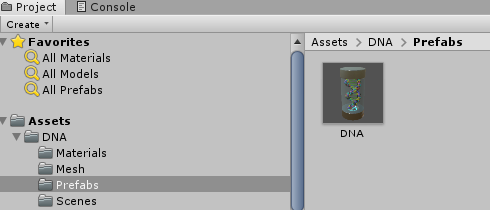 Project Console
Create
Favorites
All Materials
All Models
All Prefabs
Assets
DNA
Materials
Mesh
Prefabs
Scenes
Assets DNA Prefabs
DNA